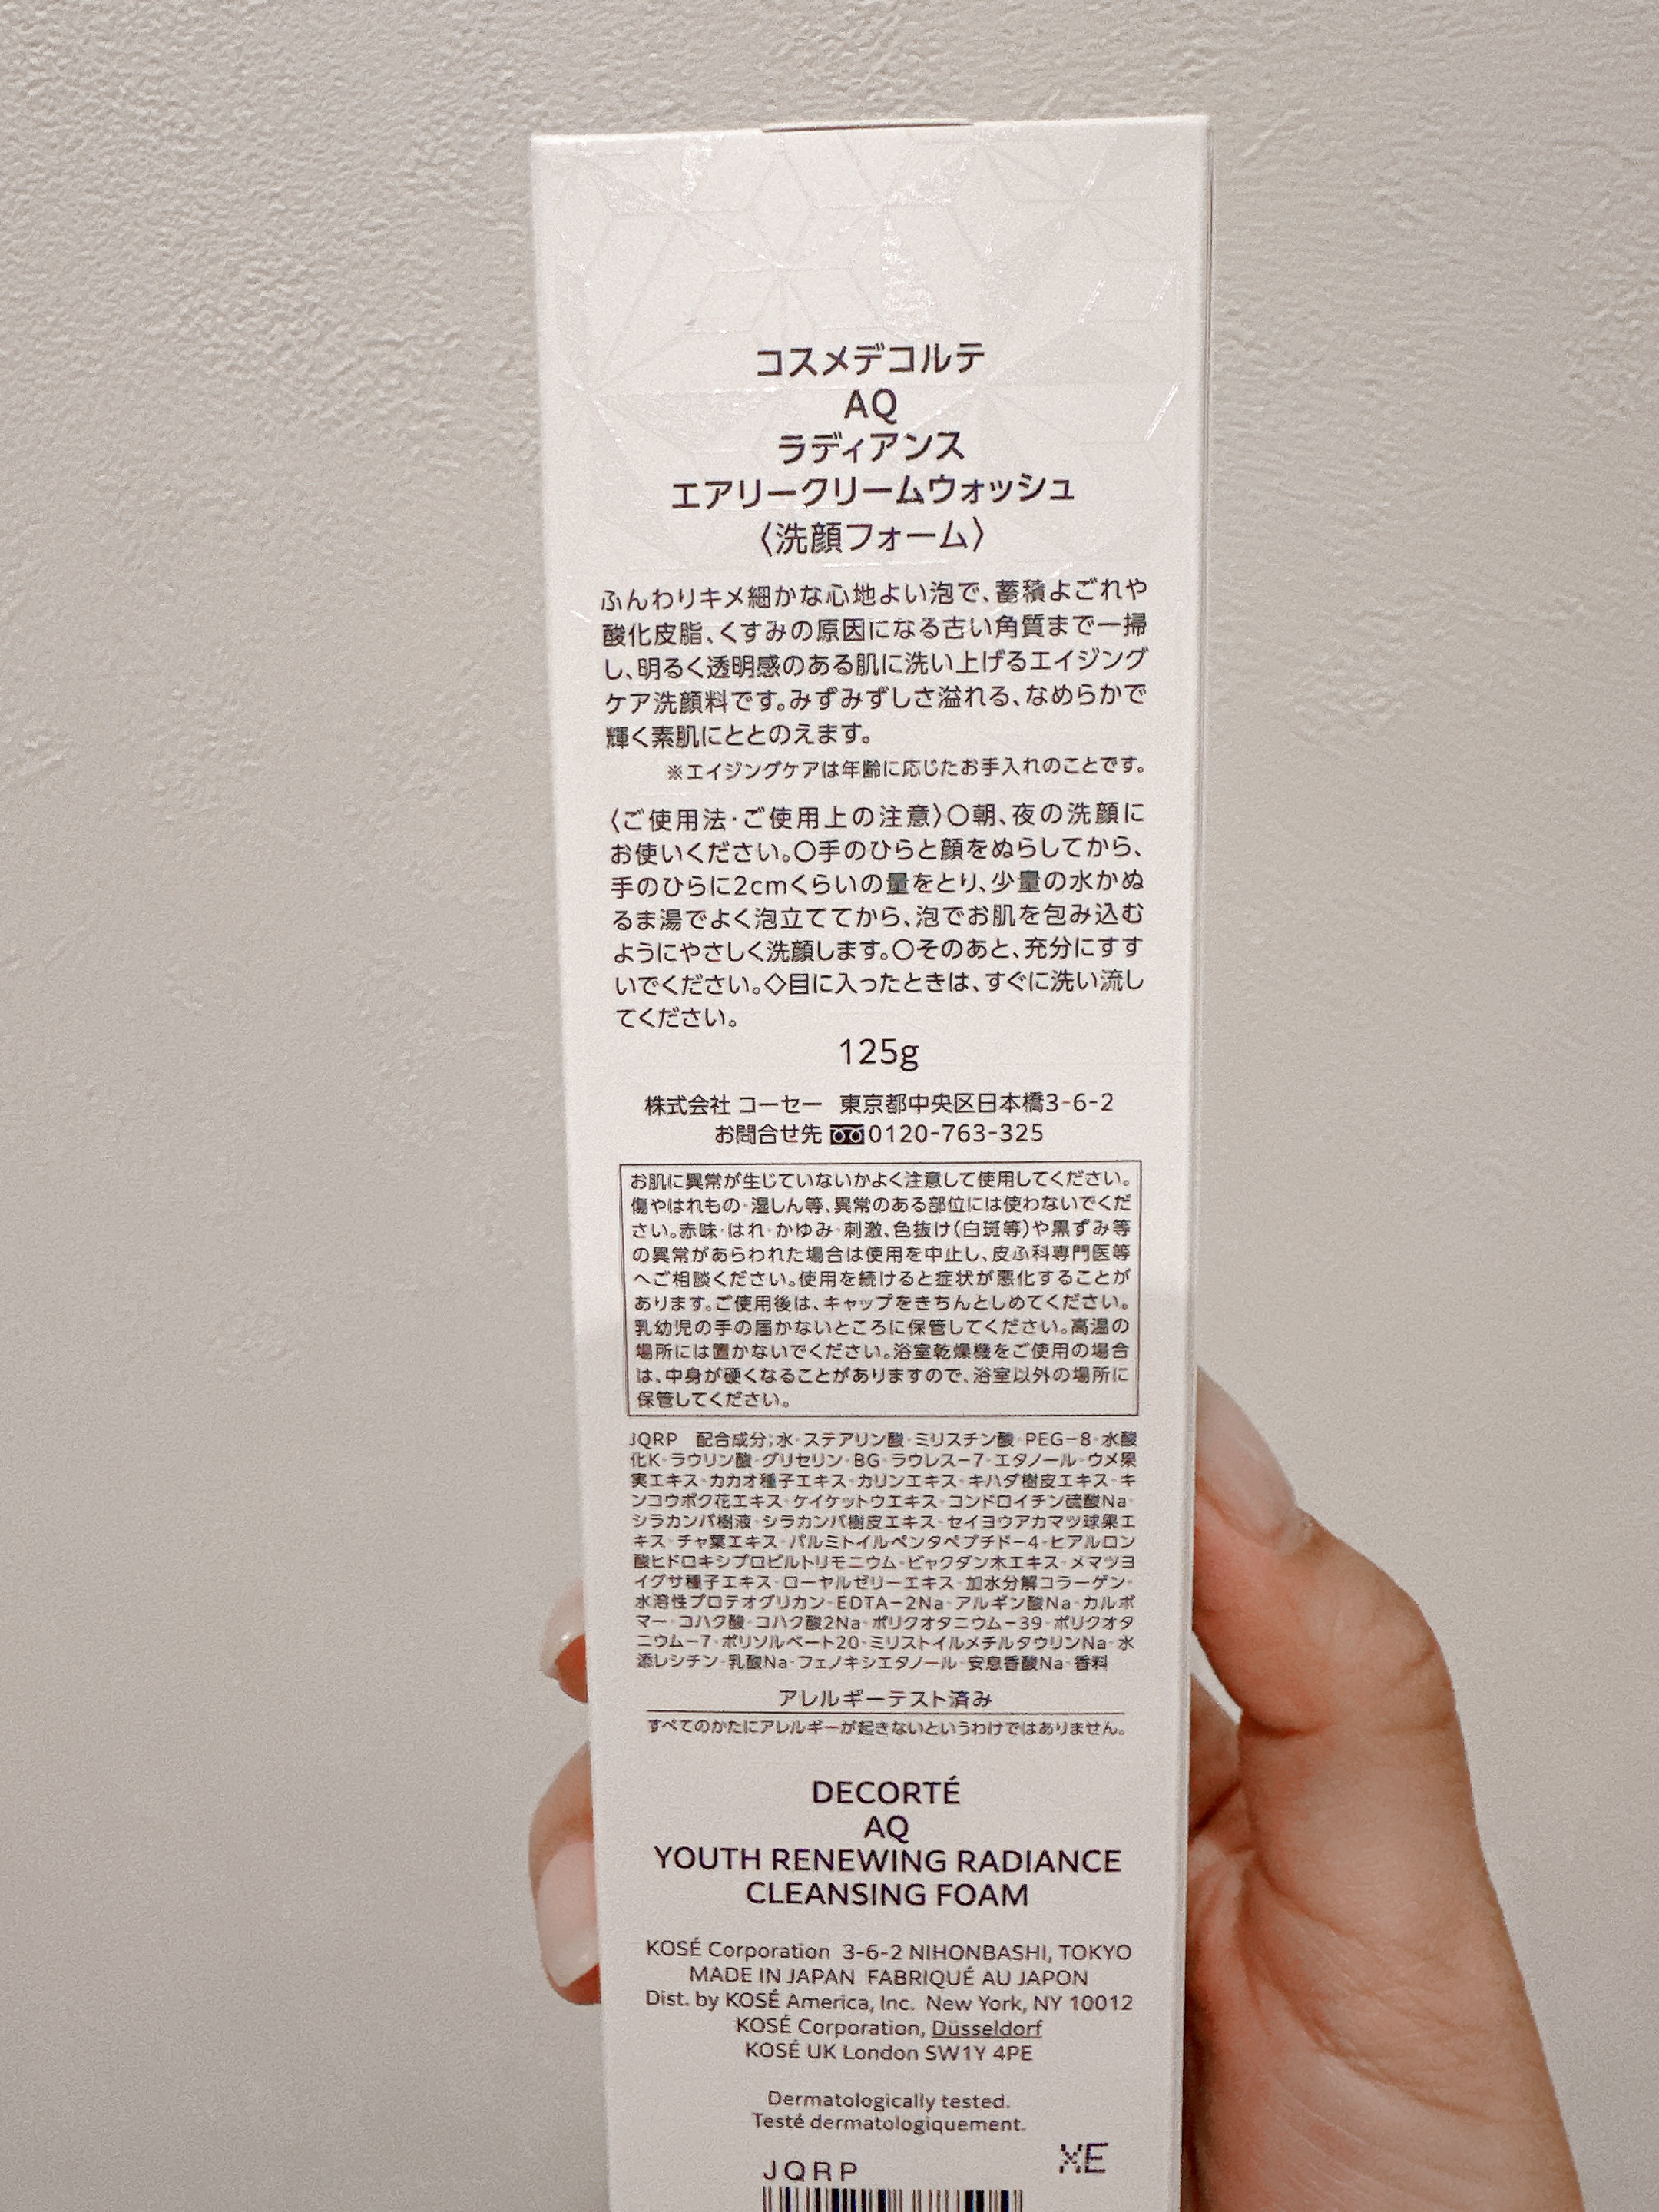 コスメデコルテ
AQ
ラディアンス
エアリークリームウォッシュ
〈洗顔フォーム〉
ふんわりキメ細かな心地よい泡で、蓄積よごれや
酸化皮脂、くすみの原因になる古い角質まで一掃
し、明るく透明感のある肌に洗い上げるエイジング
ケア洗顔料です。みずみずしさ溢れる、なめらかで
輝く素肌にととのえます。
※エイジングケアは年齢に応じたお手入れのことです。
〈ご使用法・ご使用上の注意〉○朝、夜の洗顔に
お使いください。○手のひらと顔をぬらしてから、
手のひらに2cmくらいの量をとり、少量の水かぬ
るま湯でよく泡立ててから、泡でお肌を包み込む
ようにやさしく洗顔します。○そのあと、充分にすす
いでください。◇目に入ったときは、すぐに洗い流し
てください。
125g
株式会社 コーセー 東京都中央区日本橋3-6-2
お問合せ先 0120-763-325
お肌に異常が生じていないかよく注意して使用してください。
傷やはれもの・湿しん等、異常のある部位には使わないでくだ
さい。赤味・はれ・かゆみ・刺激、色抜け(白斑等)や黒ずみ等
の異常があらわれた場合は使用を中止し、皮ふ科専門医等
へご相談ください。使用を続けると症状が悪化することが
あります。ご使用後は、キャップをきちんとしめてください。
乳幼児の手の届かないところに保管してください。高温の
場所には置かないでください。浴室乾燥機をご使用の場合
は、中身が硬くなることがありますので、浴室以外の場所に
保管してください。
JQRP 配合成分;水・ステアリン酸・ミリスチン酸・PEG-8・水酸
化K・ラウリン酸・グリセリン・BG・ラウレス-7・エタノール・ウメ果
実エキス・カカオ種子エキス・カリンエキス・キハダ樹皮エキス・キ
ンコウボク花エキス・ケイケットウエキス・コンドロイチン硫酸Na・
シラカンバ樹液・シラカンバ樹皮エキス・セイヨウアカマツ球果エ
キス・チャ葉エキス・パルミトイルペンタペプチド-4・ヒアルロン
酸ヒドロキシプロピルトリモニウム・ビャクダン木エキス・メマツヨ
イグサ種子エキス・ローヤルゼリーエキス・加水分解コラーゲン・
水溶性プロテオグリカン・EDTA-2Na・アルギン酸Na・カルボ
マー・コハク酸・コハク酸2Na・ポリクオタニウム-39・ポリクオタ
ニウム-7・ポリソルベート20・ミリストイルメチルタウリンNa・水
添レシチン・乳酸Na・フェノキシエタノール・安息香酸Na・香料
アレルギーテスト済み
すべてのかたにアレルギーが起きないというわけではありません。
DECORTÉ
AQ
YOUTH RENEWING RADIANCE
CLEANSING FOAM
KOSÉ Corporation 3-6-2 NIHONBASHI, TOKYO
MADE IN JAPAN FABRIQUÉ AU JAPON
Dist. by KOSÉ America, Inc. New York, NY 10012
KOSÉ Corporation, Düsseldorf
KOSÉ UK London SW1Y 4PE
Dermatologically tested.
Testé dermatologiquement.
XE
JQRP